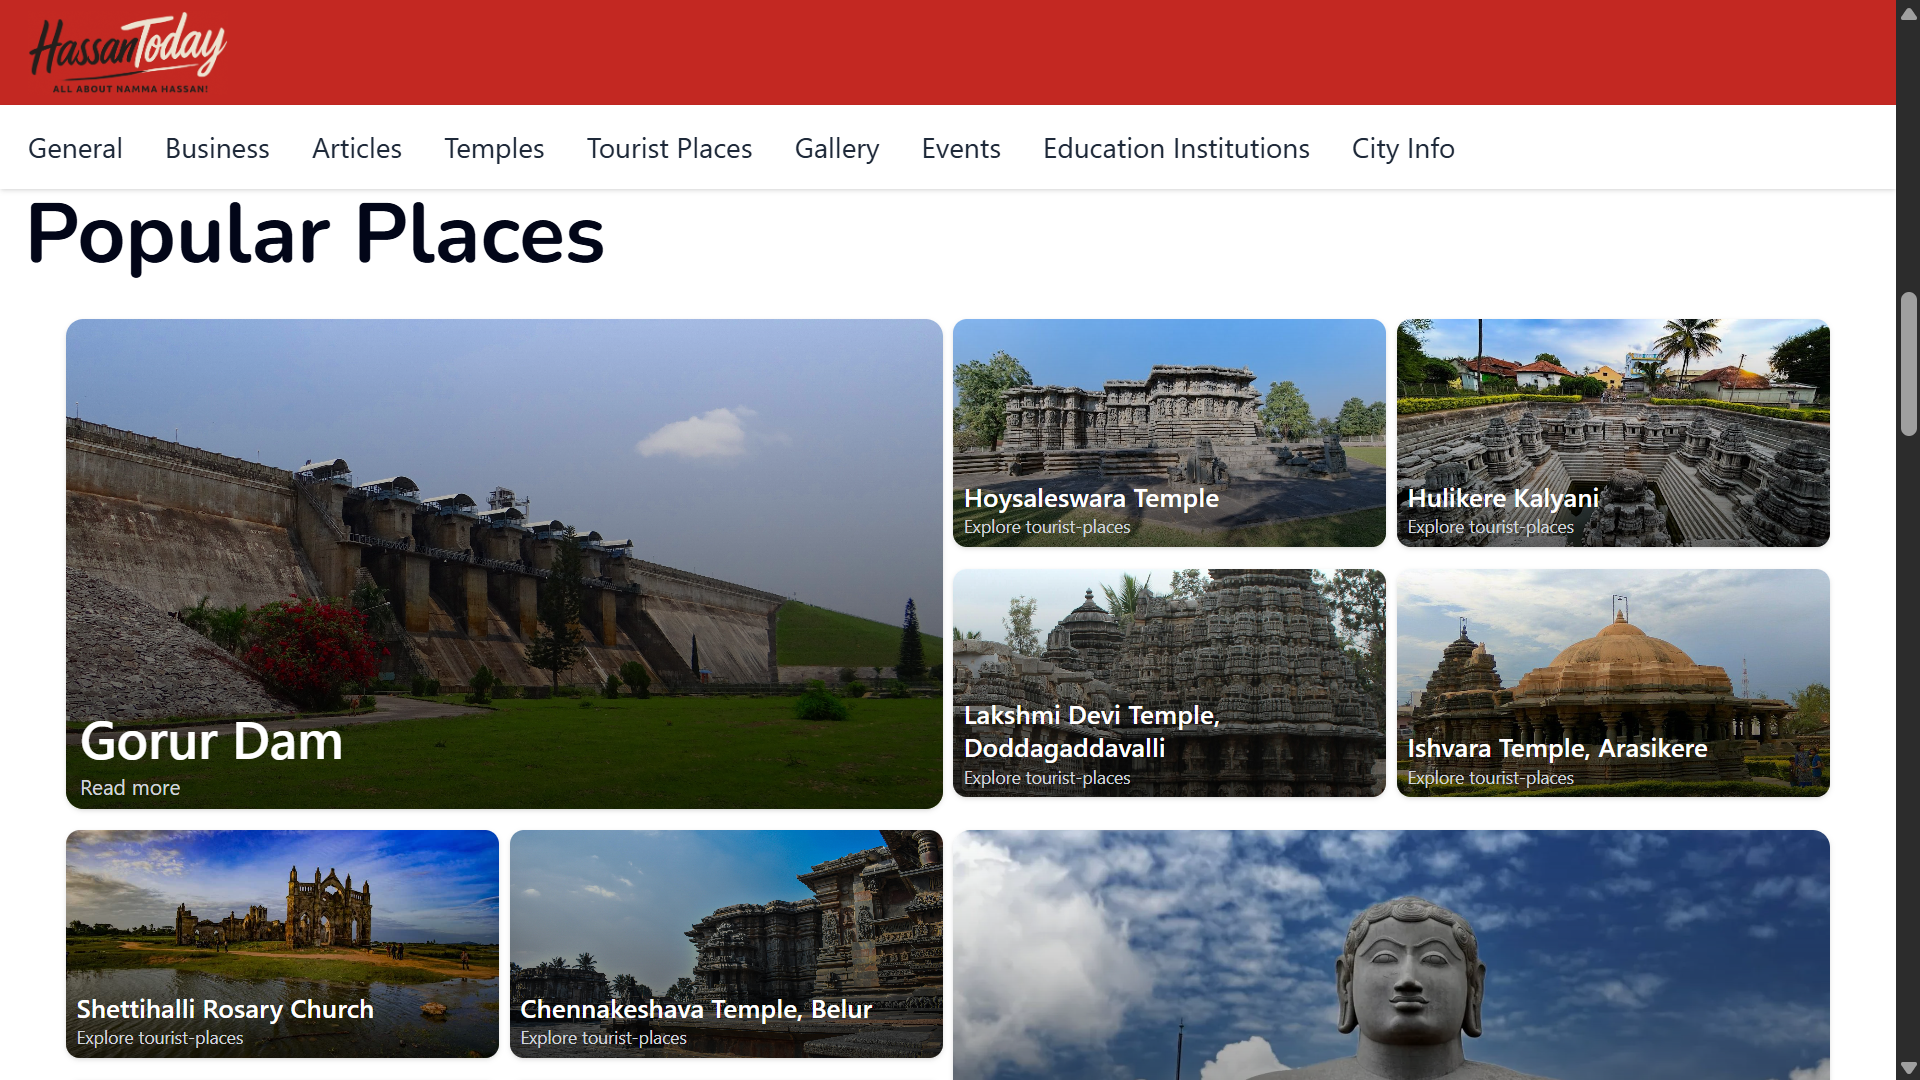 HassanToday
ALL ABOUT NAMMA HASSAN!
General Business Articles Temples Tourist Places Gallery Events Education Institutions City Info
Popular Places
Gorur Dam
Read more
Hoysaleswara Temple
Explore tourist-places
Hulikere Kalyani
Explore tourist-places
Lakshmi Devi Temple,
Doddagaddavalli
Explore tourist-places
Ishvara Temple, Arasikere
Explore tourist-places
Shettihalli Rosary Church
Explore tourist-places
Chennakeshava Temple, Belur
Explore tourist-places